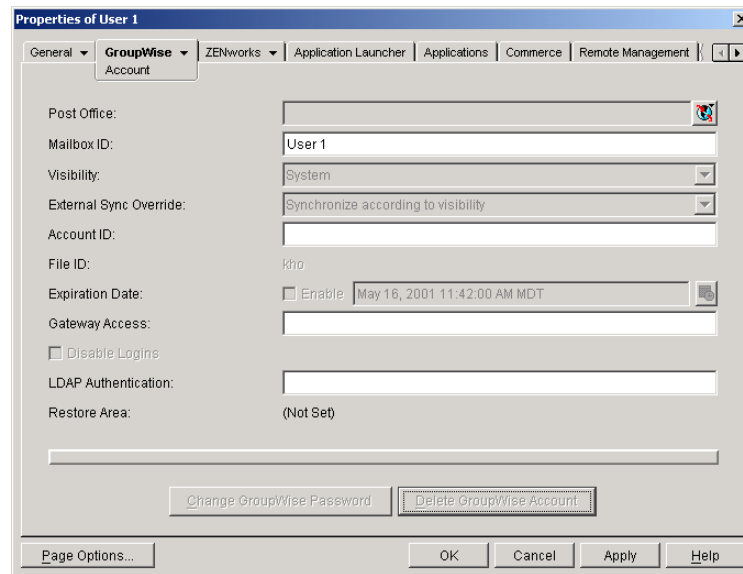 Properties of User 1
General GroupWise ZENworks Application Launcher Applications Commerce Remote Management
Account
Post Office:
Mailbox ID: User 1
Visibility: System
External Sync Override: Synchronize according to visibility
Account ID:
File ID: kho
Expiration Date: Enable May 16, 2001 11:42:00 AM MDT
Gateway Access:
Disable Logins
LDAP Authentication:
Restore Area: (Not Set)
Change GroupWise Password Delete GroupWise Account
Page Options... OK Cancel Apply Help